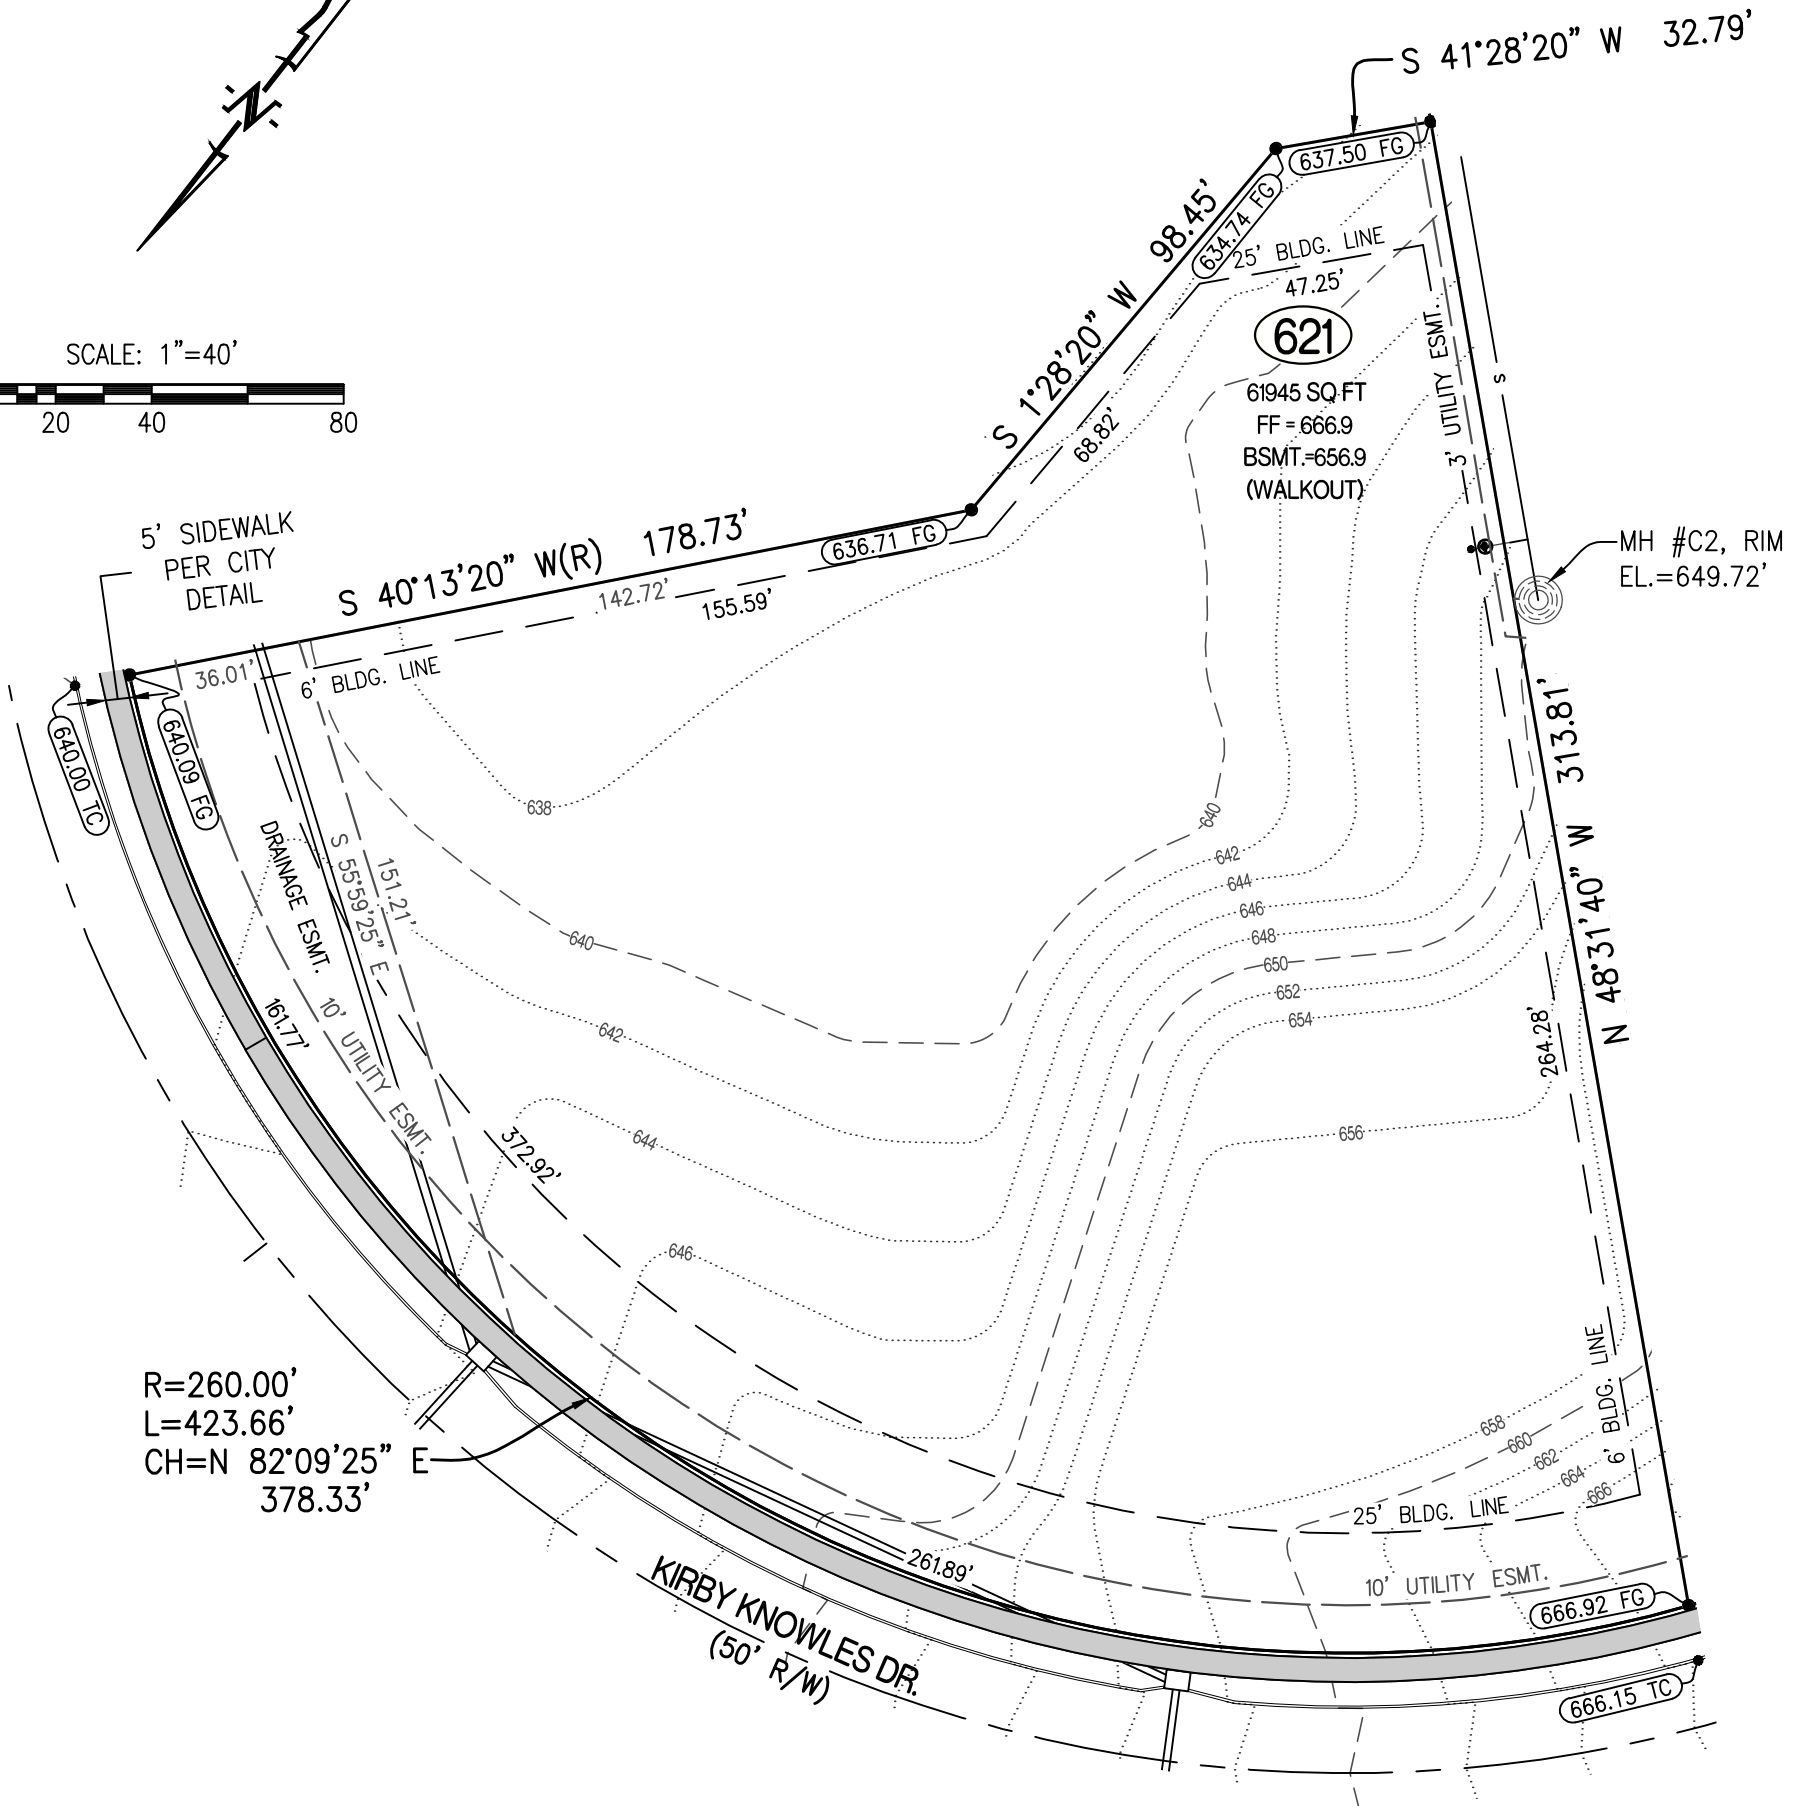 N
SCALE: 1"=40'
20 40 80
S 41°28'20" W 32.79'
637.50 FG
634.74 FG
S 1°28'20" W 98.45'
25' BLDG. LINE
47.25'
621
61945 SQ FT
FF = 666.9
BSMT.=656.9
(WALKOUT)
68.82'
3' UTILITY ESMT.
s
MH #C2, RIM
EL.=649.72'
5' SIDEWALK
PER CITY
DETAIL
S 40°13'20" W(R) 178.73'
636.71 FG
142.72'
155.59'
36.01'
6' BLDG. LINE
640.00 TC
640.09 FG
DRAINAGE ESMT.
S 55°59'25" E
151.21'
10' UTILITY ESMT.
161.77'
372.92'
638
640
642
644
646
640
642
644
646
648
650
652
654
656
N 48°31'40" W 313.81'
264.28'
6' BLDG. LINE
658
660
662
664
666
25' BLDG. LINE
10' UTILITY ESMT.
666.92 FG
666.15 TC
261.89'
R=260.00'
L=423.66'
CH=N 82°09'25" E
378.33'
KIRBY KNOWLES DR.
(50' R/W)